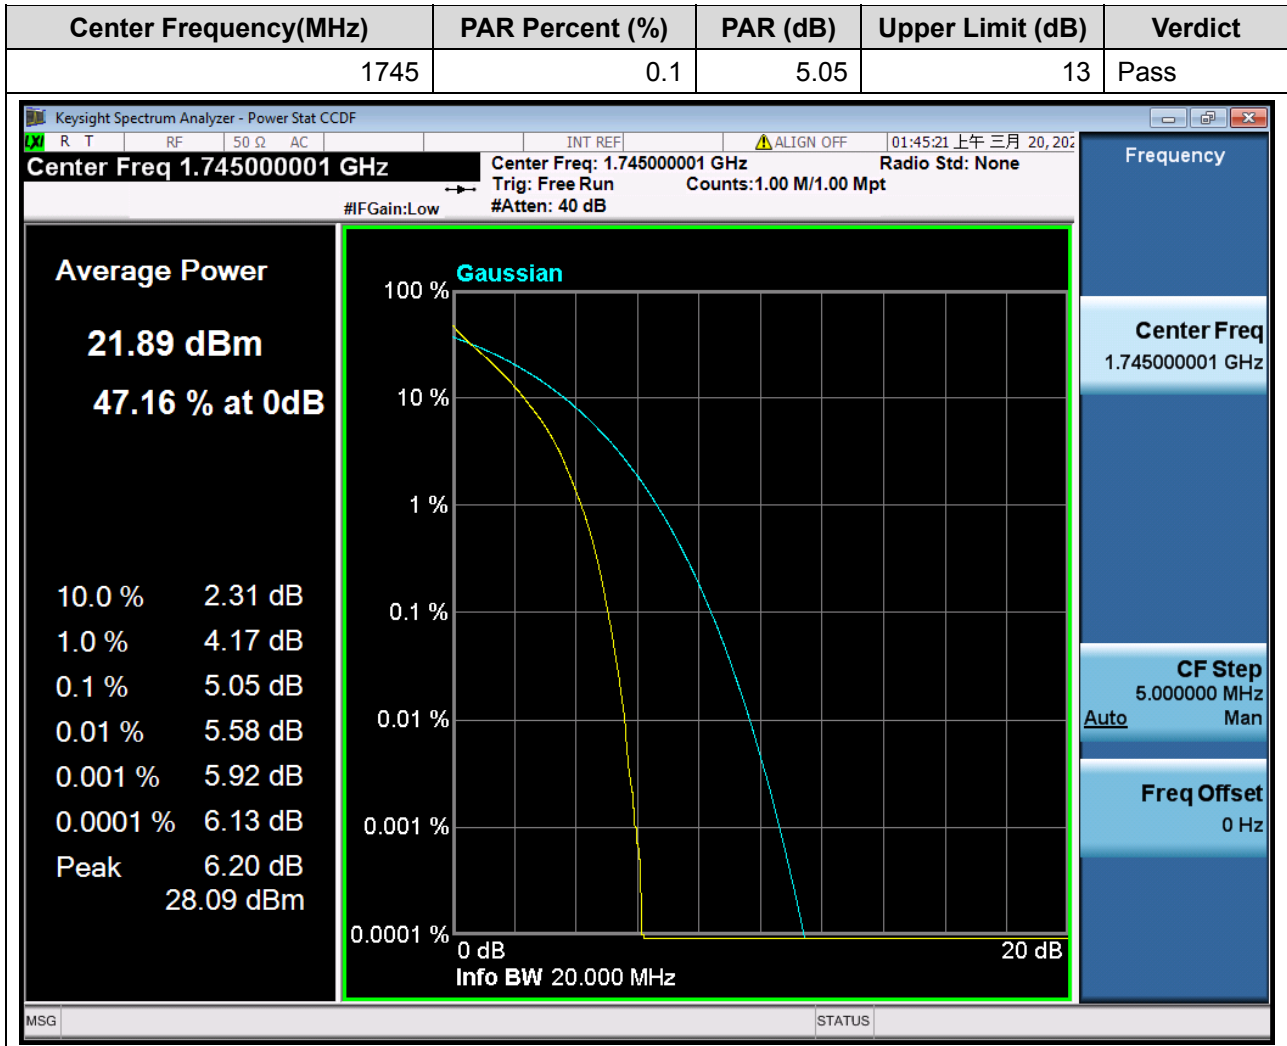 Center Frequency(MHz) PAR Percent (%) PAR (dB) Upper Limit (dB) Verdict
1745 0.1 5.05 13 Pass
Keysight Spectrum Analyzer - Power Stat CCDF
LXI R T RF 50 Ω AC INT REF ALIGN OFF 01:45:21 上午 三月 20, 202
Center Freq 1.745000001 GHz
Center Freq: 1.745000001 GHz Radio Std: None
Trig: Free Run Counts:1.00 M/1.00 Mpt
#IFGain:Low #Atten: 40 dB
Average Power
21.89 dBm
47.16 % at 0dB
10.0 % 2.31 dB
1.0 % 4.17 dB
0.1 % 5.05 dB
0.01 % 5.58 dB
0.001 % 5.92 dB
0.0001 % 6.13 dB
Peak 6.20 dB
28.09 dBm
Gaussian
100 %
10 %
1 %
0.1 %
0.01 %
0.001 %
0.0001 %
0 dB 20 dB
Info BW 20.000 MHz
Frequency
Center Freq
1.745000001 GHz
CF Step
5.000000 MHz
Auto Man
Freq Offset
0 Hz
MSG STATUS